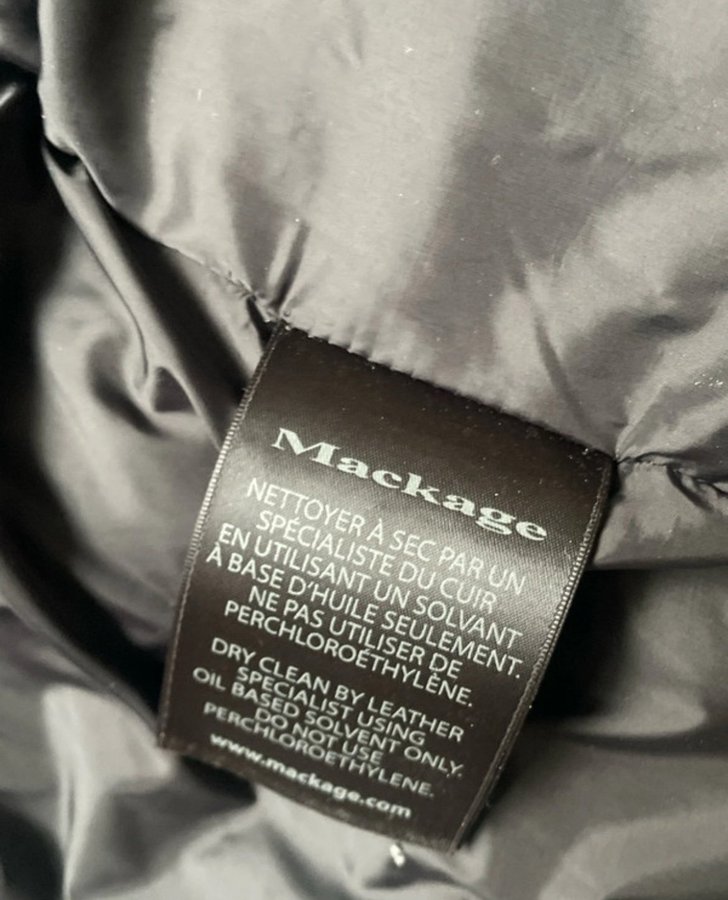 Mackage
NETTOYER À SEC PAR UN
SPÉCIALISTE DU CUIR
EN UTILISANT UN SOLVANT
À BASE D'HUILE SEULEMENT.
NE PAS UTILISER DE
PERCHLOROÉTHYLÈNE.
DRY CLEAN BY LEATHER
SPECIALIST USING
OIL BASED SOLVENT ONLY.
DO NOT USE
PERCHLOROETHYLENE.
www.mackage.com